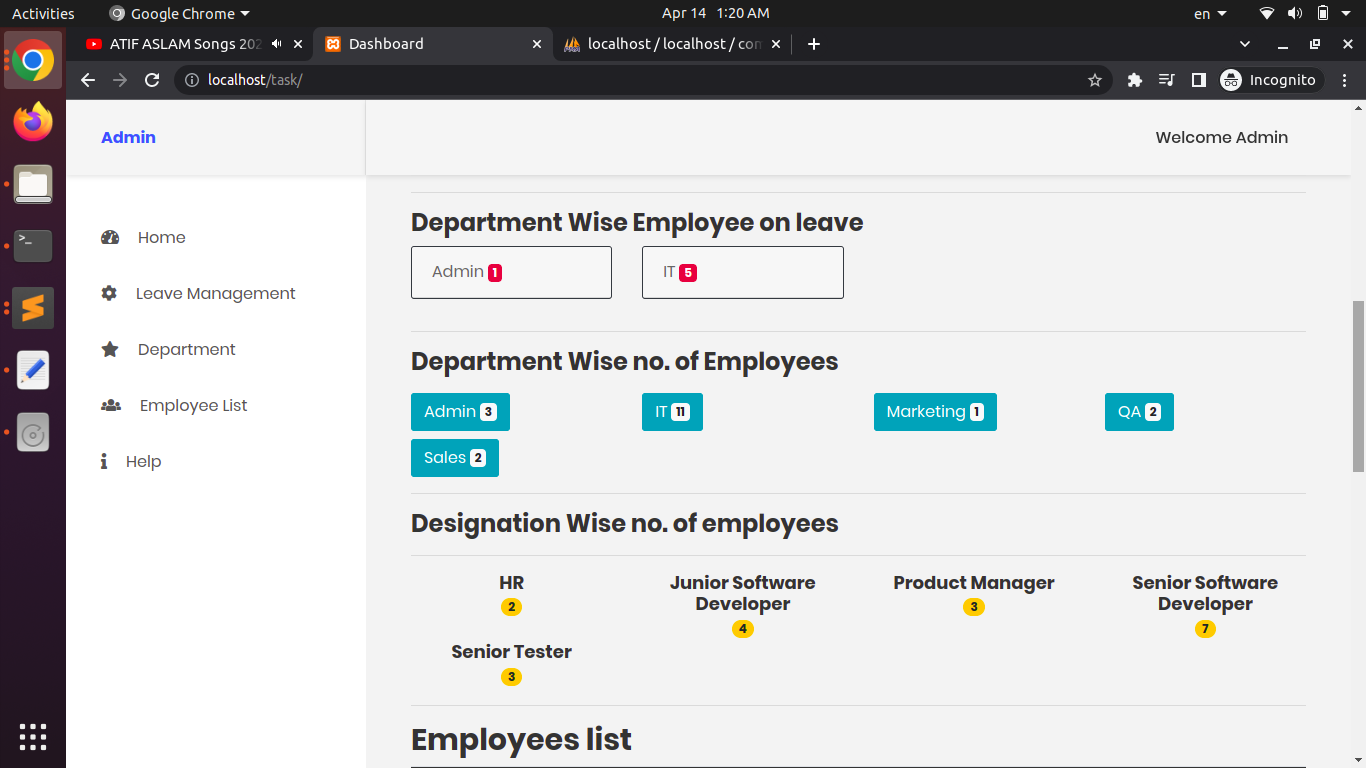 Activities Google Chrome Apr 14 1:20 AM en
ATIF ASLAM Songs 202 Dashboard localhost / localhost / con
localhost/task/ Incognito
Admin Welcome Admin
Home
Leave Management
Department
Employee List
Help
Department Wise Employee on leave
Admin 1 IT 5
Department Wise no. of Employees
Admin 3 IT 11 Marketing 1 QA 2
Sales 2
Designation Wise no. of employees
HR
2
Junior Software
Developer
4
Product Manager
3
Senior Software
Developer
7
Senior Tester
3
Employees list